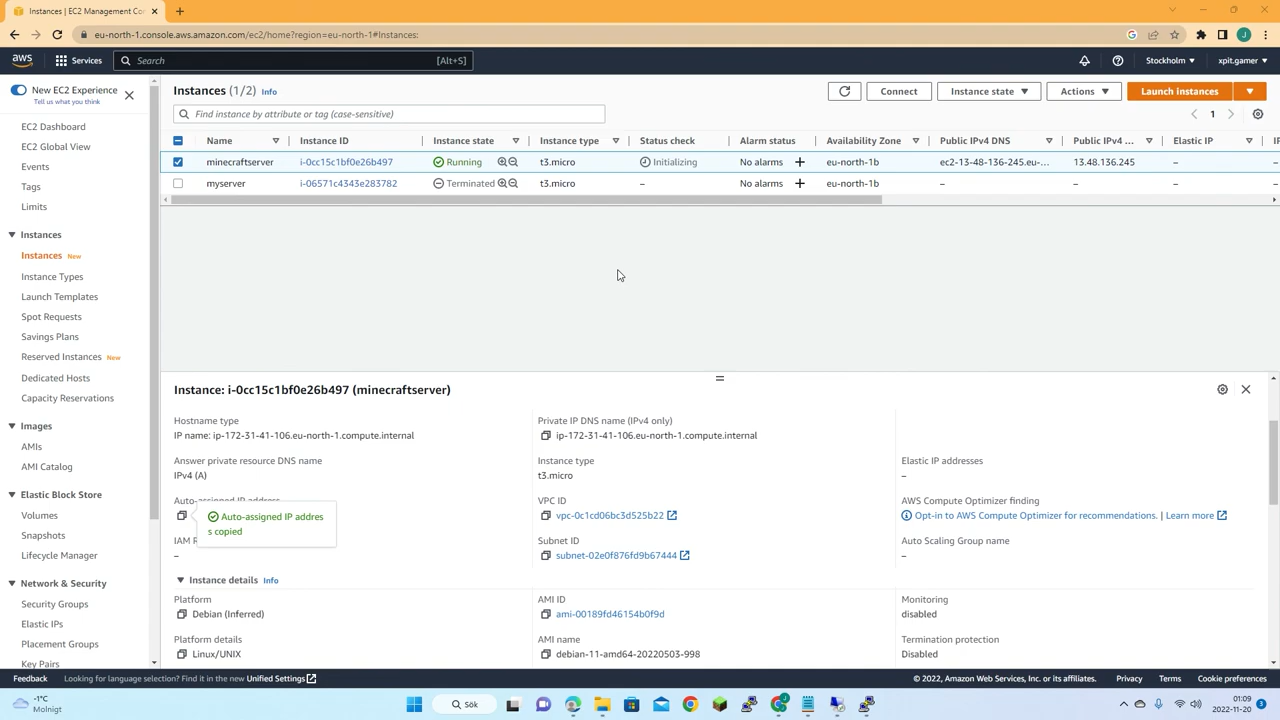 Instances | EC2 Management Con
eu-north-1.console.aws.amazon.com/ec2/home?region=eu-north-1#Instances:
G
J
aws
Services
Search
[Alt+S]
Stockholm
xpit.gamer
New EC2 Experience
Tell us what you think
EC2 Dashboard
EC2 Global View
Events
Tags
Limits
Instances
Instances New
Instance Types
Launch Templates
Spot Requests
Savings Plans
Reserved Instances New
Dedicated Hosts
Capacity Reservations
Images
AMIs
AMI Catalog
Elastic Block Store
Volumes
Snapshots
Lifecycle Manager
Network & Security
Security Groups
Elastic IPs
Placement Groups
Key Pairs
Instances (1/2) Info
Connect
Instance state
Actions
Launch instances
Find instance by attribute or tag (case-sensitive)
1
Name Instance ID Instance state Instance type Status check Alarm status Availability Zone Public IPv4 DNS Public IPv4 ... Elastic IP
minecraftserver i-0cc15c1bf0e26b497 Running t3.micro Initializing No alarms + eu-north-1b ec2-13-48-136-245.eu-... 13.48.136.245 –
myserver i-06571c4343e283782 Terminated t3.micro – No alarms + eu-north-1b – – –
Instance: i-0cc15c1bf0e26b497 (minecraftserver)
Hostname type
IP name: ip-172-31-41-106.eu-north-1.compute.internal
Private IP DNS name (IPv4 only)
ip-172-31-41-106.eu-north-1.compute.internal
Answer private resource DNS name
IPv4 (A)
Instance type
t3.micro
Elastic IP addresses
–
Auto-assigned IP address
Auto-assigned IP addres
s copied
VPC ID
vpc-0c1cd06bc3d525b22
AWS Compute Optimizer finding
Opt-in to AWS Compute Optimizer for recommendations. | Learn more
IAM R
–
Subnet ID
subnet-02e0f876fd9b67444
Auto Scaling Group name
–
Instance details Info
Platform
Debian (Inferred)
AMI ID
ami-00189fd46154b0f9d
Monitoring
disabled
Platform details
Linux/UNIX
AMI name
debian-11-amd64-20220503-998
Termination protection
Disabled
Feedback
Looking for language selection? Find it in the new Unified Settings
© 2022, Amazon Web Services, Inc. or its affiliates.
Privacy
Terms
Cookie preferences
-1°C
Molnigt
Sök
01:09
2022-11-20